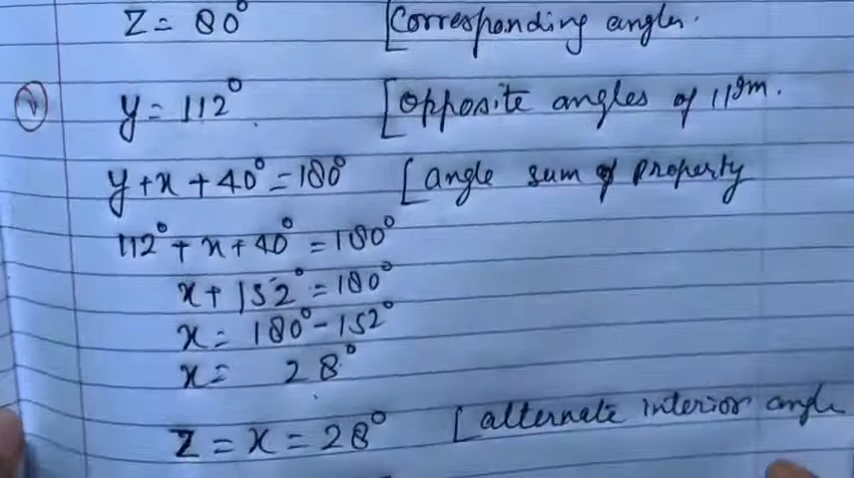 Z = 80° [Corresponding angles.
(v) y = 112° [opposite angles of 11gm.
y + x + 40° = 180° [angle sum of property
112° + x + 40° = 180°
x + 152° = 180°
x = 180° - 152°
x = 28°
Z = x = 28° [alternate interior angle